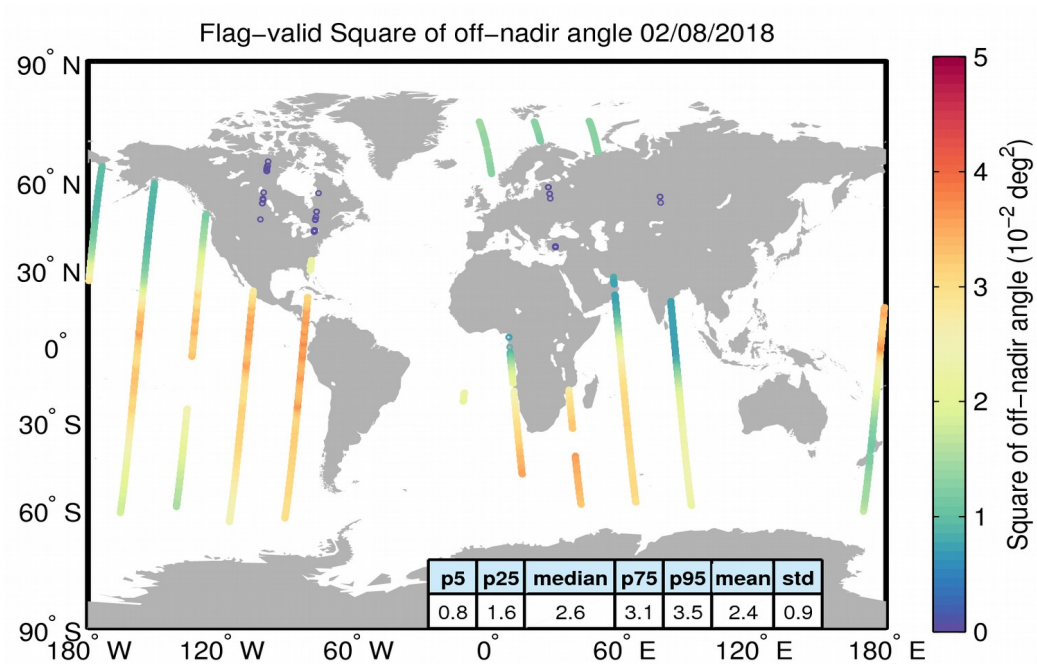 Flag−valid Square of off−nadir angle 02/08/2018
90° N
60° N
30° N
0°
30° S
60° S
90° S
180° W
120° W
60° W
0°
60° E
120° E
180° E
p5 p25 median p75 p95 mean std
0.8 1.6 2.6 3.1 3.5 2.4 0.9
5
4
3
2
1
0
Square of off−nadir angle (10⁻² deg²)